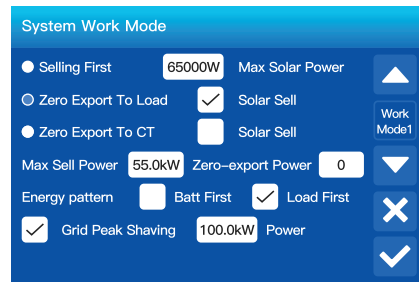 System Work Mode
Selling First 65000W Max Solar Power
Zero Export To Load Solar Sell
Work
Mode1
Zero Export To CT Solar Sell
Max Sell Power 55.0kW Zero-export Power 0
Energy pattern Batt First Load First
Grid Peak Shaving 100.0kW Power